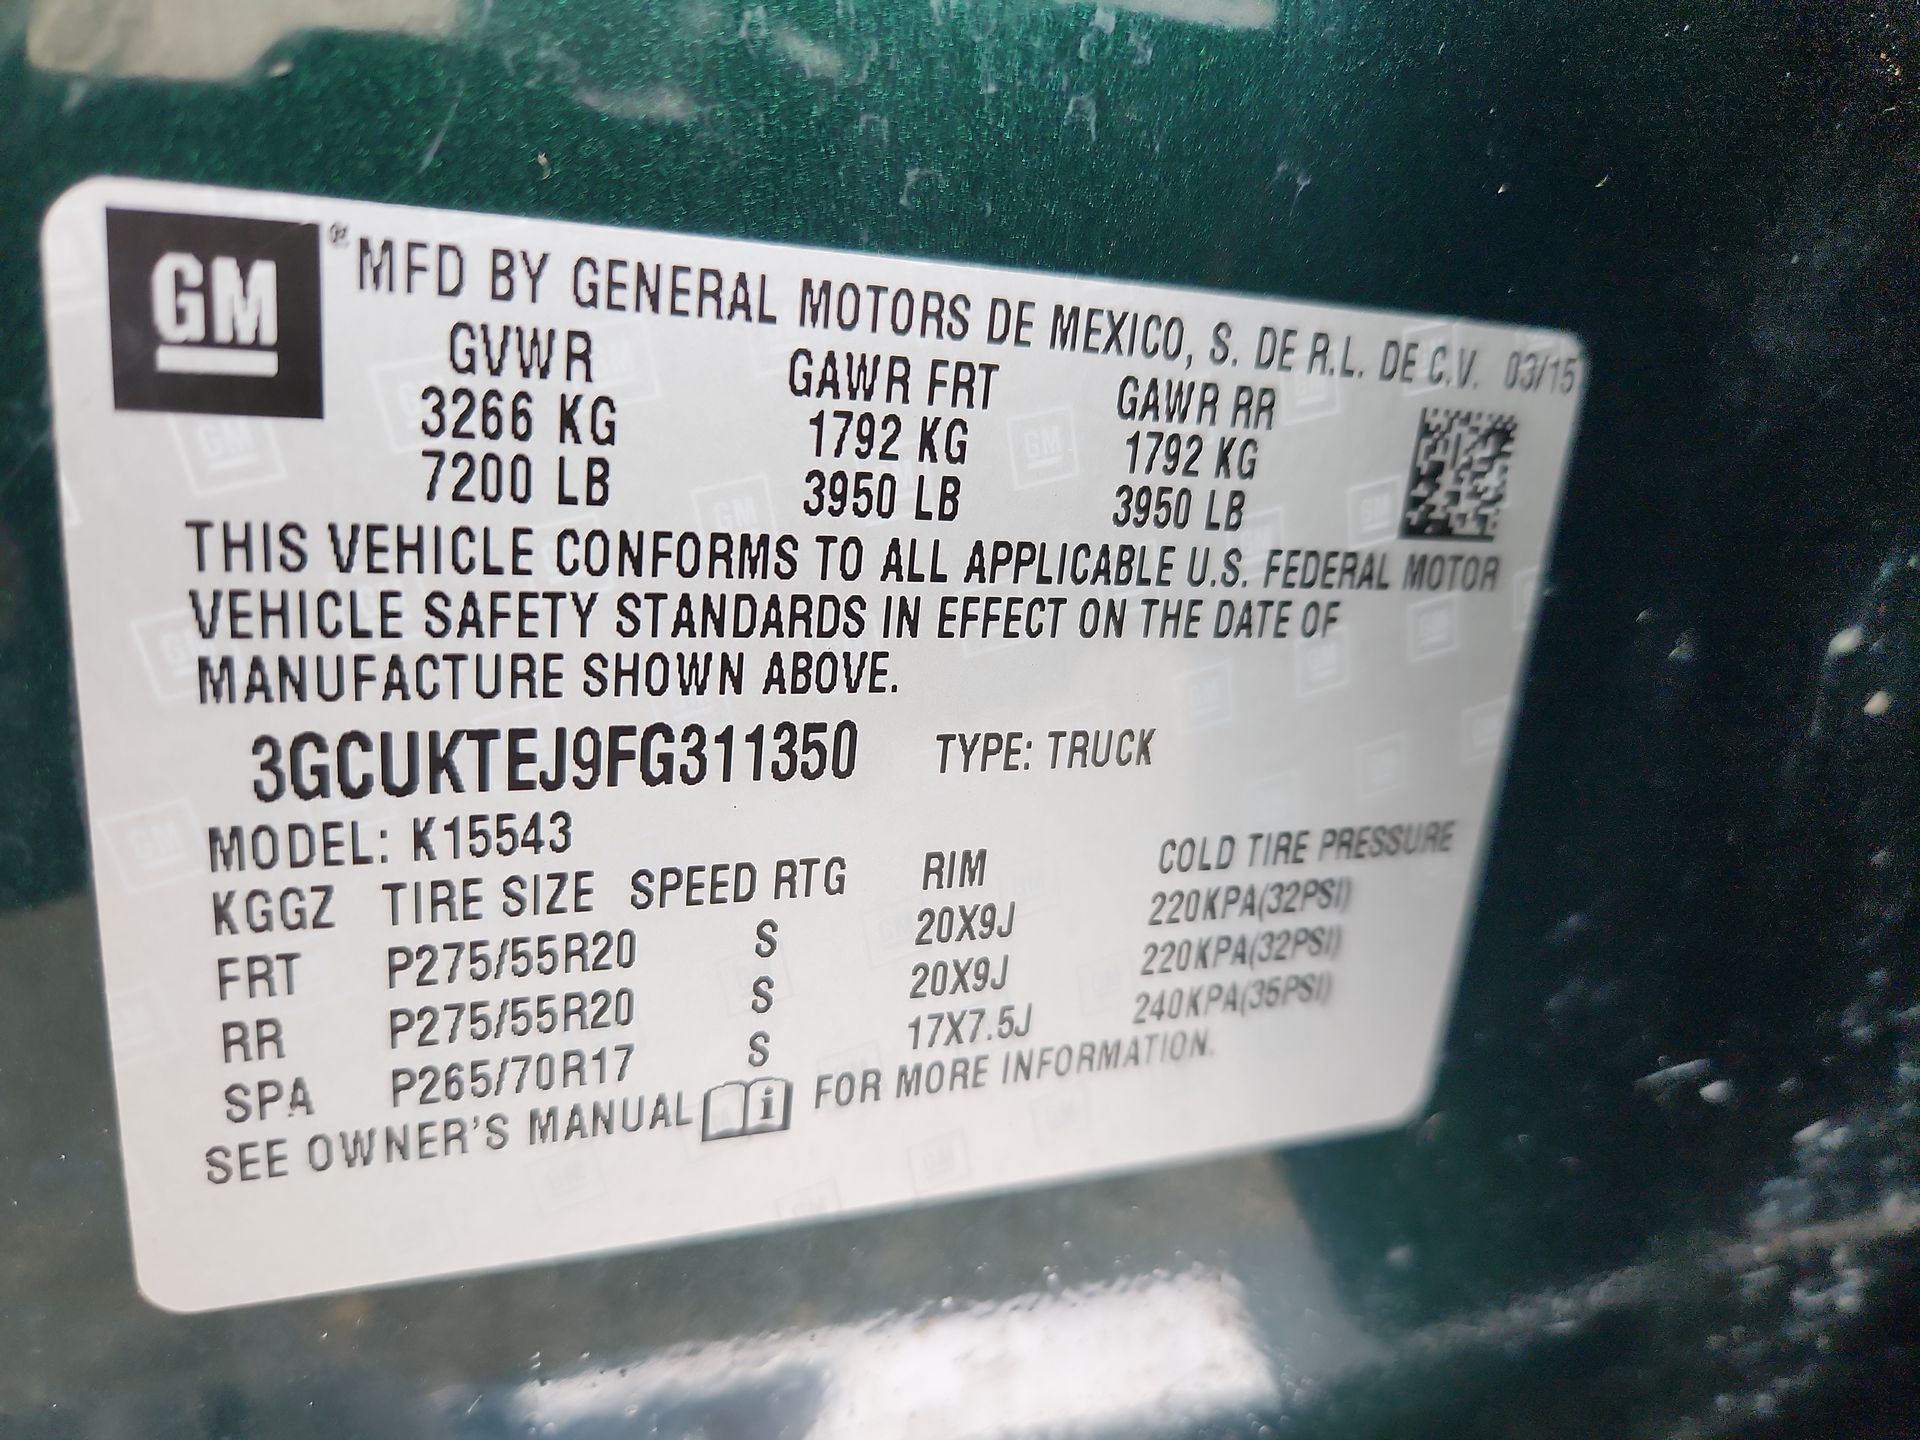 GM ® MFD BY GENERAL MOTORS DE MEXICO, S. DE R.L. DE C.V. 03/15
GVWR GAWR FRT GAWR RR
3266 KG 1792 KG 1792 KG
7200 LB 3950 LB 3950 LB
THIS VEHICLE CONFORMS TO ALL APPLICABLE U.S. FEDERAL MOTOR
VEHICLE SAFETY STANDARDS IN EFFECT ON THE DATE OF
MANUFACTURE SHOWN ABOVE.
3GCUKTEJ9FG311350 TYPE: TRUCK
MODEL: K15543
KGGZ TIRE SIZE SPEED RTG RIM COLD TIRE PRESSURE
FRT P275/55R20 S 20X9J 220KPA(32PSI)
RR P275/55R20 S 20X9J 220KPA(32PSI)
SPA P265/70R17 S 17X7.5J 240KPA(35PSI)
SEE OWNER'S MANUAL i FOR MORE INFORMATION.